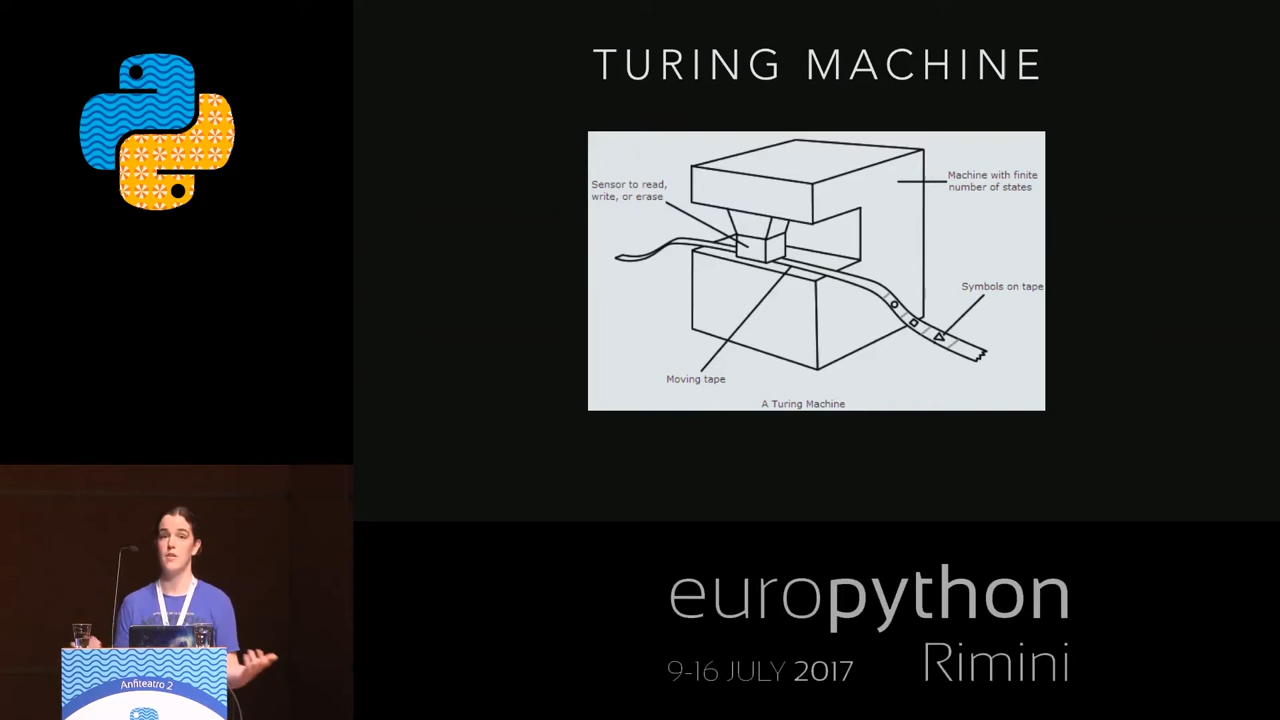 TURING MACHINE
Sensor to read,
write, or erase
Machine with finite
number of states
Symbols on tape
Moving tape
A Turing Machine
europython
Rimini
9-16 JULY 2017
Anfiteatro 2